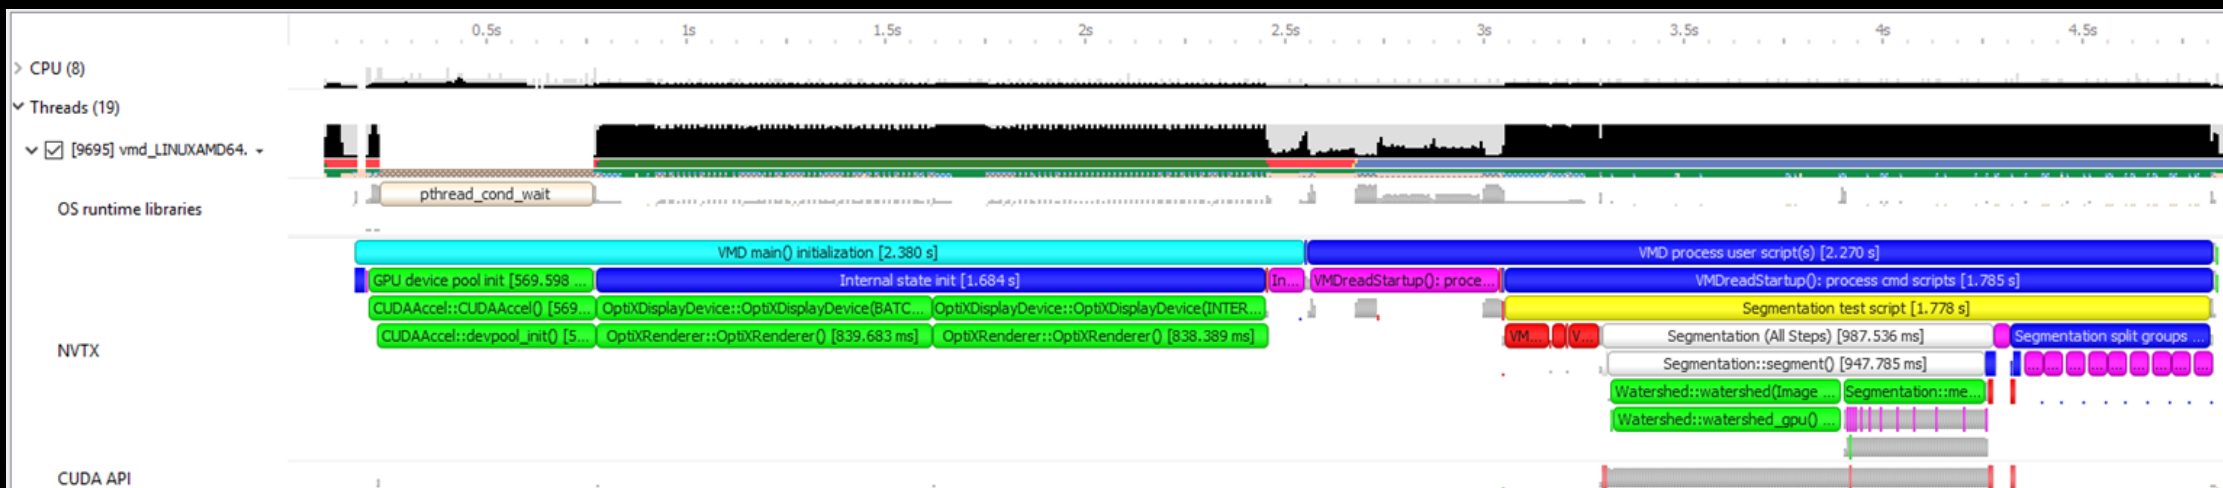 0.5s 1s 1.5s 2s 2.5s 3s 3.5s 4s 4.5s
CPU (8)
Threads (19)
[9695] vmd_LINUXAMD64.
pthread_cond_wait
OS runtime libraries
VMD main() initialization [2.380 s] VMD process user script(s) [2.270 s]
GPU device pool init [569.598 ... Internal state init [1.684 s] In... VMDreadStartup(): proce... VMDreadStartup(): process cmd scripts [1.785 s]
CUDAAccel::CUDAAccel() [569... OptiXDisplayDevice::OptiXDisplayDevice(BATC... OptiXDisplayDevice::OptiXDisplayDevice(INTER... Segmentation test script [1.778 s]
CUDAAccel::devpool_init() [5... OptiXRenderer::OptiXRenderer() [839.683 ms] OptiXRenderer::OptiXRenderer() [838.389 ms] VM... V... Segmentation (All Steps) [987.536 ms] Segmentation split groups ...
NVTX
Segmentation::segment() [947.785 ms] ... ... ... ... ... ... ... ... ...
Watershed::watershed(Image ... Segmentation::me...
Watershed::watershed_gpu() ...
CUDA API